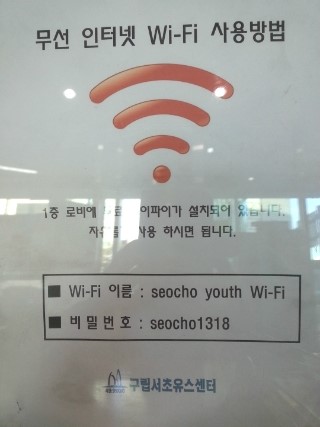 무선 인터넷 Wi-Fi 사용방법
1층 로비에 이파이가 설치되어 있습니다.
사용 하시면 됩니다.
■ Wi-Fi 이름 : seocho youth Wi-Fi
■ 비밀번호 : seocho1318
구립서초유스센터